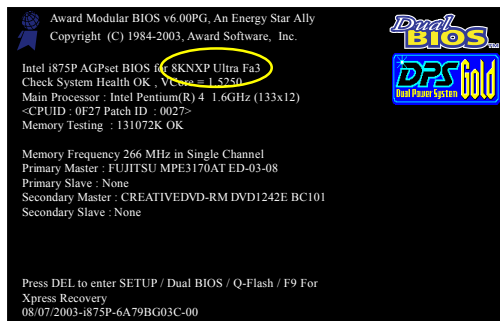 Award Modular BIOS v6.00PG, An Energy Star Ally
Copyright (C) 1984-2003, Award Software, Inc.
Dual
BIOS
TM
Intel i875P AGPset BIOS for 8KNXP Ultra Fa3
Check System Health OK , VCore = 1.5250
Main Processor : Intel Pentium(R) 4 1.6GHz (133x12)
<CPUID : 0F27 Patch ID : 0027>
Memory Testing : 131072K OK
DPS Gold
Dual Power System
Memory Frequency 266 MHz in Single Channel
Primary Master : FUJITSU MPE3170AT ED-03-08
Primary Slave : None
Secondary Master : CREATIVEDVD-RM DVD1242E BC101
Secondary Slave : None
Press DEL to enter SETUP / Dual BIOS / Q-Flash / F9 For
Xpress Recovery
08/07/2003-i875P-6A79BG03C-00